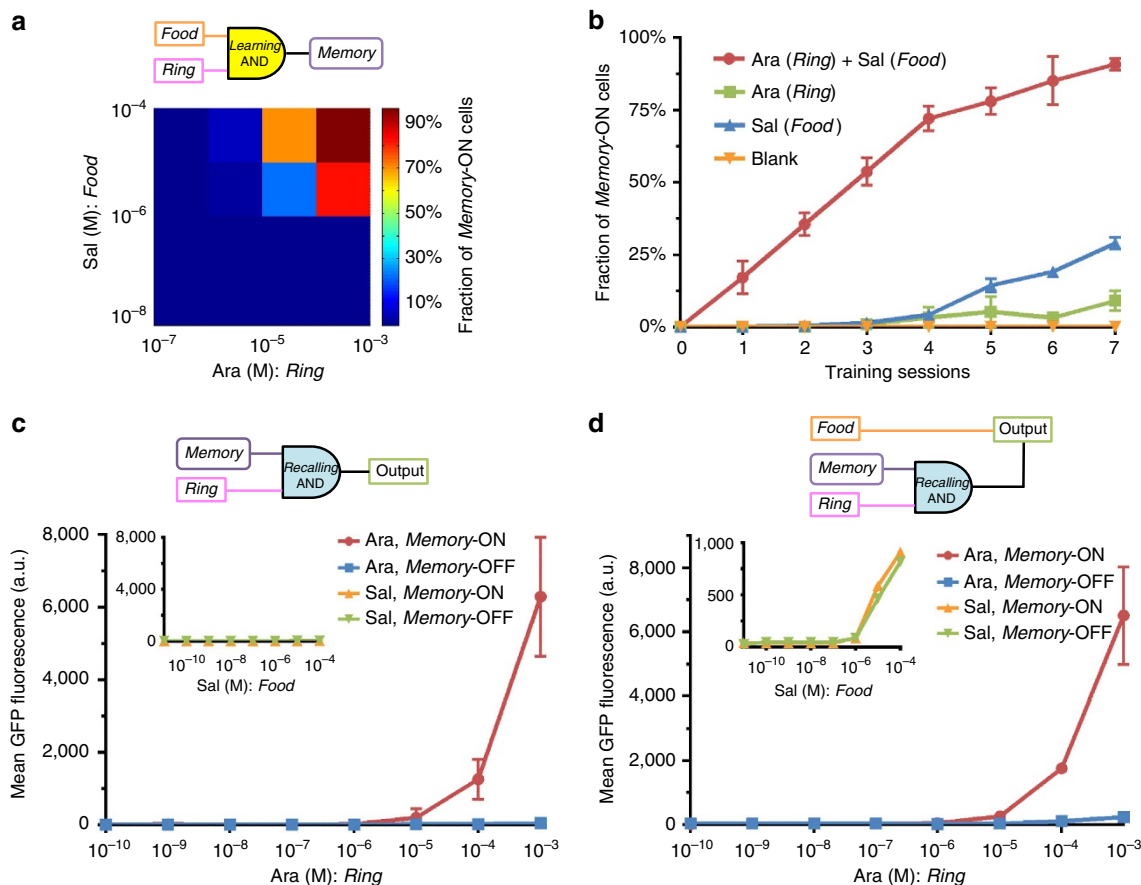 a
Food
Ring
Learning
AND
Memory
Sal (M): Food
10⁻⁴
10⁻⁶
10⁻⁸
10⁻⁷
10⁻⁵
10⁻³
Ara (M): Ring
90%
70%
50%
30%
10%
Fraction of Memory-ON cells
b
Fraction of Memory-ON cells
100%
75%
50%
25%
0%
Ara (Ring) + Sal (Food)
Ara (Ring)
Sal (Food)
Blank
0 1 2 3 4 5 6 7
Training sessions
c
Memory
Ring
Recalling
AND
Output
Mean GFP fluorescence (a.u.)
8,000
6,000
4,000
2,000
0
8,000
4,000
0
10⁻¹⁰ 10⁻⁸ 10⁻⁶ 10⁻⁴
Sal (M): Food
Ara, Memory-ON
Ara, Memory-OFF
Sal, Memory-ON
Sal, Memory-OFF
10⁻¹⁰ 10⁻⁹ 10⁻⁸ 10⁻⁷ 10⁻⁶ 10⁻⁵ 10⁻⁴ 10⁻³
Ara (M): Ring
d
Food
Output
Memory
Ring
Recalling
AND
Mean GFP fluorescence (a.u.)
8,000
6,000
4,000
2,000
0
1,000
500
0
10⁻¹⁰ 10⁻⁸ 10⁻⁶ 10⁻⁴
Sal (M): Food
Ara, Memory-ON
Ara, Memory-OFF
Sal, Memory-ON
Sal, Memory-OFF
10⁻¹⁰ 10⁻⁹ 10⁻⁸ 10⁻⁷ 10⁻⁶ 10⁻⁵ 10⁻⁴ 10⁻³
Ara (M): Ring